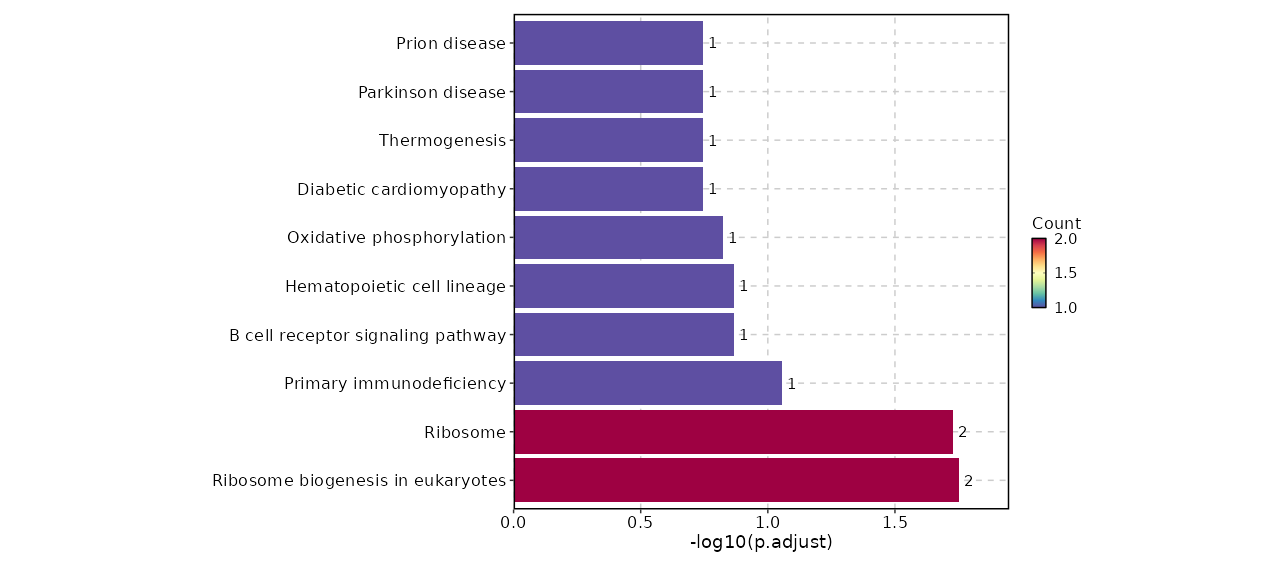 Prion disease 1
Parkinson disease 1
Thermogenesis 1
Diabetic cardiomyopathy 1
Oxidative phosphorylation 1
Hematopoietic cell lineage 1
B cell receptor signaling pathway 1
Primary immunodeficiency 1
Ribosome 2
Ribosome biogenesis in eukaryotes 2
0.0 0.5 1.0 1.5
-log10(p.adjust)
Count
2.0
1.5
1.0